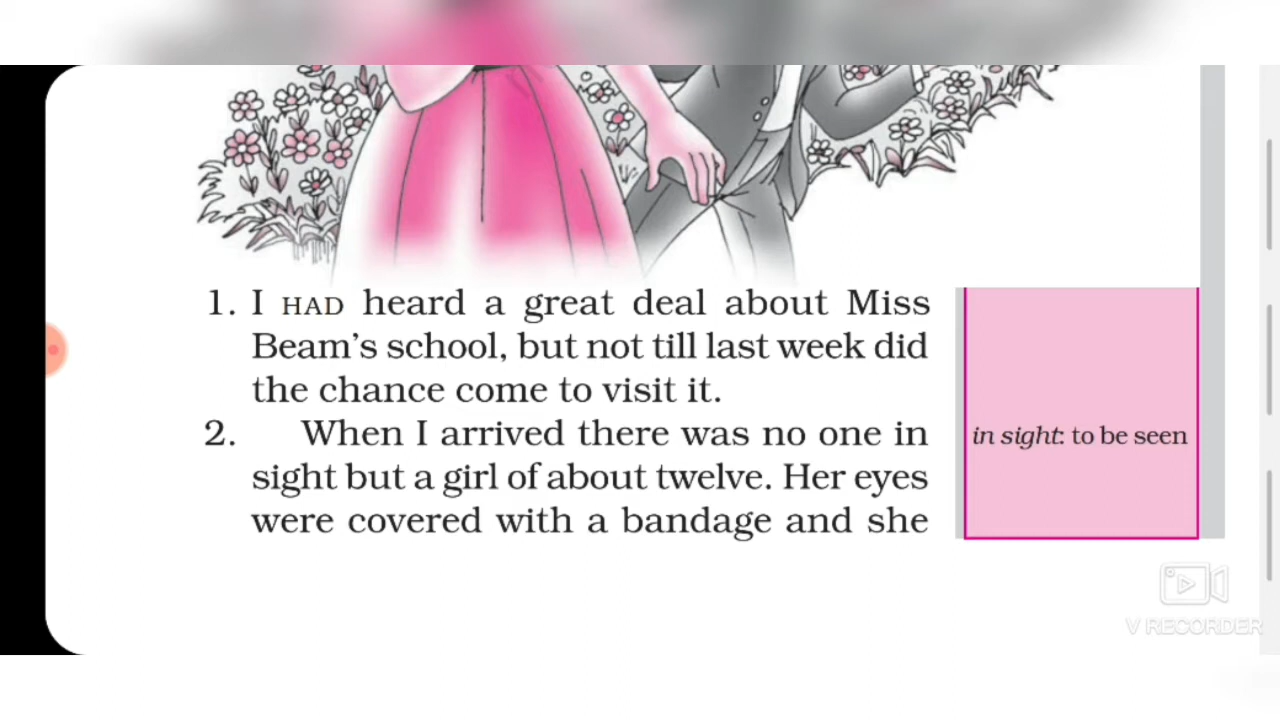 1. I HAD heard a great deal about Miss
Beam's school, but not till last week did
the chance come to visit it.
2. When I arrived there was no one in
sight but a girl of about twelve. Her eyes
were covered with a bandage and she
in sight: to be seen
V RECORDER